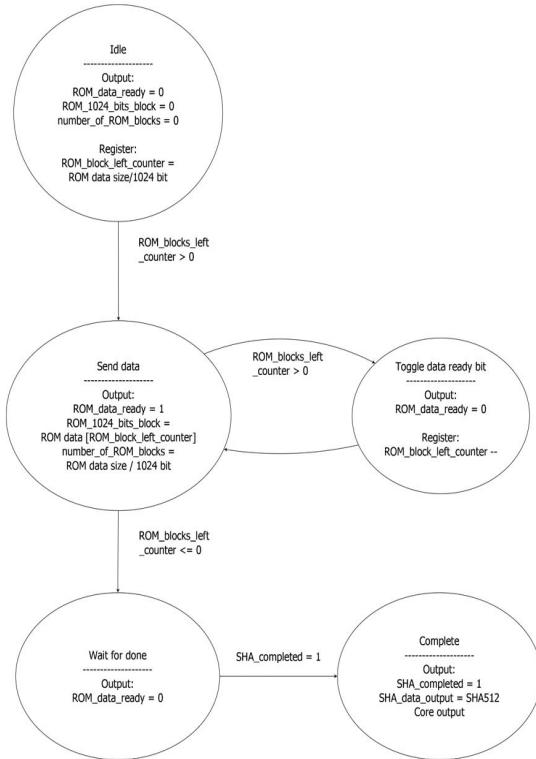 Idle
--------------------
Output:
ROM_data_ready = 0
ROM_1024_bits_block = 0
number_of_ROM_blocks = 0
Register:
ROM_block_left_counter =
ROM data size/1024 bit
ROM_blocks_left
_counter > 0
Send data
--------------------
Output:
ROM_data_ready = 1
ROM_1024_bits_block =
ROM data [ROM_block_left_counter]
number_of_ROM_blocks =
ROM data size / 1024 bit
ROM_blocks_left
_counter > 0
Toggle data ready bit
--------------------
Output:
ROM_data_ready = 0
Register:
ROM_block_left_counter --
ROM_blocks_left
_counter <= 0
Wait for done
--------------------
Output:
ROM_data_ready = 0
SHA_completed = 1
Complete
--------------------
Output:
SHA_completed = 1
SHA_data_output = SHA512
Core output